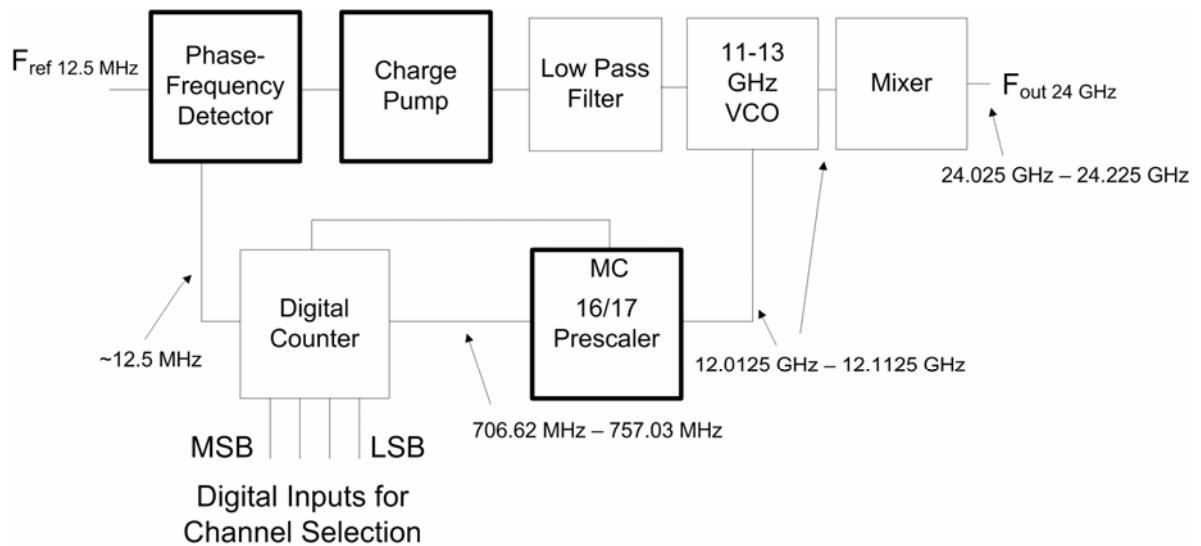 F ref 12.5 MHz
Phase-
Frequency
Detector
Charge
Pump
Low Pass
Filter
11-13
GHz
VCO
Mixer
F out 24 GHz
24.025 GHz – 24.225 GHz
Digital
Counter
MC
16/17
Prescaler
~12.5 MHz
12.0125 GHz – 12.1125 GHz
706.62 MHz – 757.03 MHz
MSB
LSB
Digital Inputs for
Channel Selection